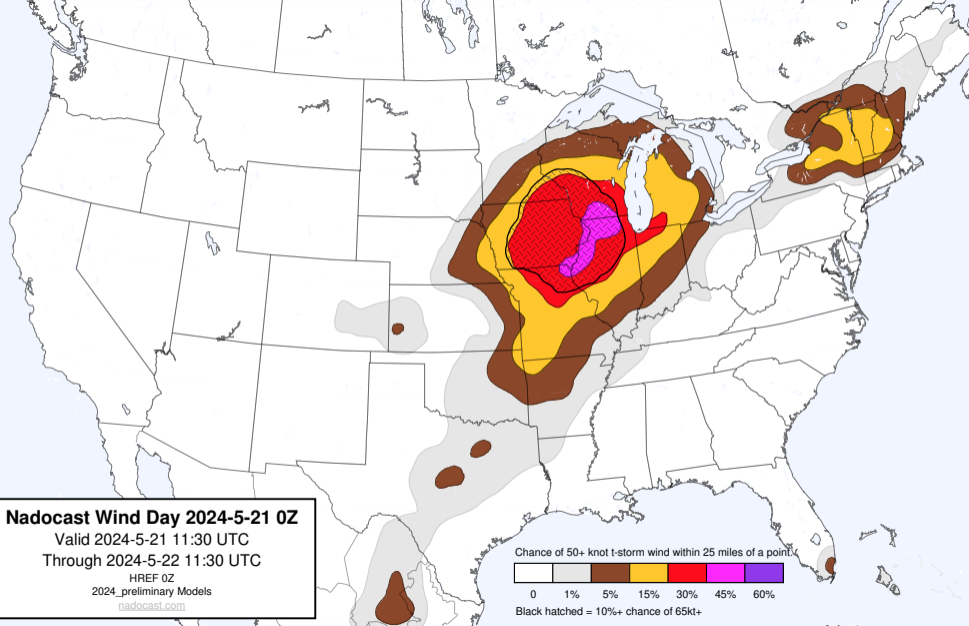 Nadocast Wind Day 2024-5-21 0Z
Valid 2024-5-21 11:30 UTC
Through 2024-5-22 11:30 UTC
HREF 0Z
2024_preliminary Models
nadocast.com
Chance of 50+ knot t-storm wind within 25 miles of a point.
0 1% 5% 15% 30% 45% 60%
Black hatched = 10%+ chance of 65kt+